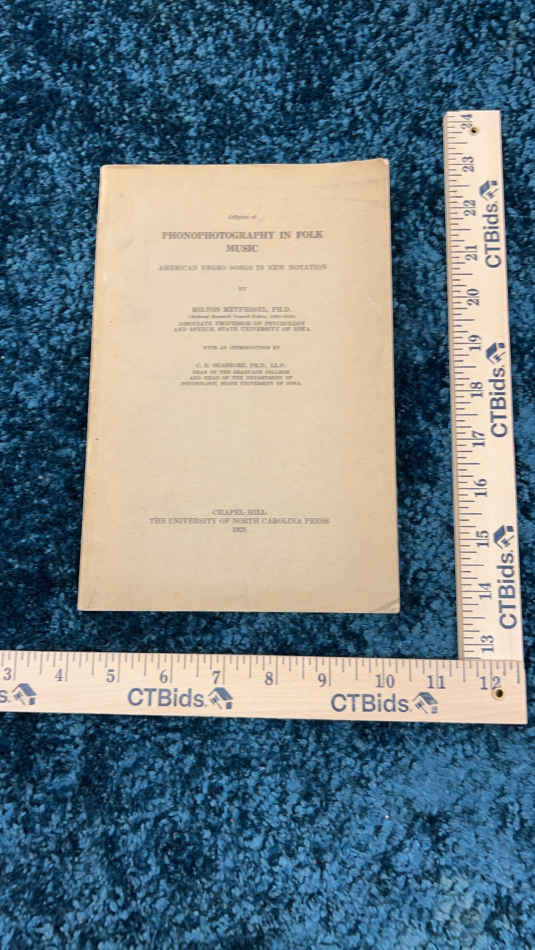 Offprint of
PHONOPHOTOGRAPHY IN FOLK
MUSIC
AMERICAN NEGRO SONGS IN NEW NOTATION
BY
MILTON METFESSEL, PH.D.
ASSOCIATE PROFESSOR OF PSYCHOLOGY
AND SPEECH, STATE UNIVERSITY OF IOWA
WITH AN INTRODUCTION BY
C. E. SEASHORE, PH.D., LL.D.
DEAN OF THE GRADUATE COLLEGE
AND HEAD OF THE DEPARTMENT OF
PSYCHOLOGY, STATE UNIVERSITY OF IOWA
CHAPEL HILL
THE UNIVERSITY OF NORTH CAROLINA PRESS
24
23
22
CTBids.
21
20
19
CTBids.
18
17
16
15
CTBids.
14
13
3 4 5 6 7 8 9 10 11 12
s. CTBids. CTBids.